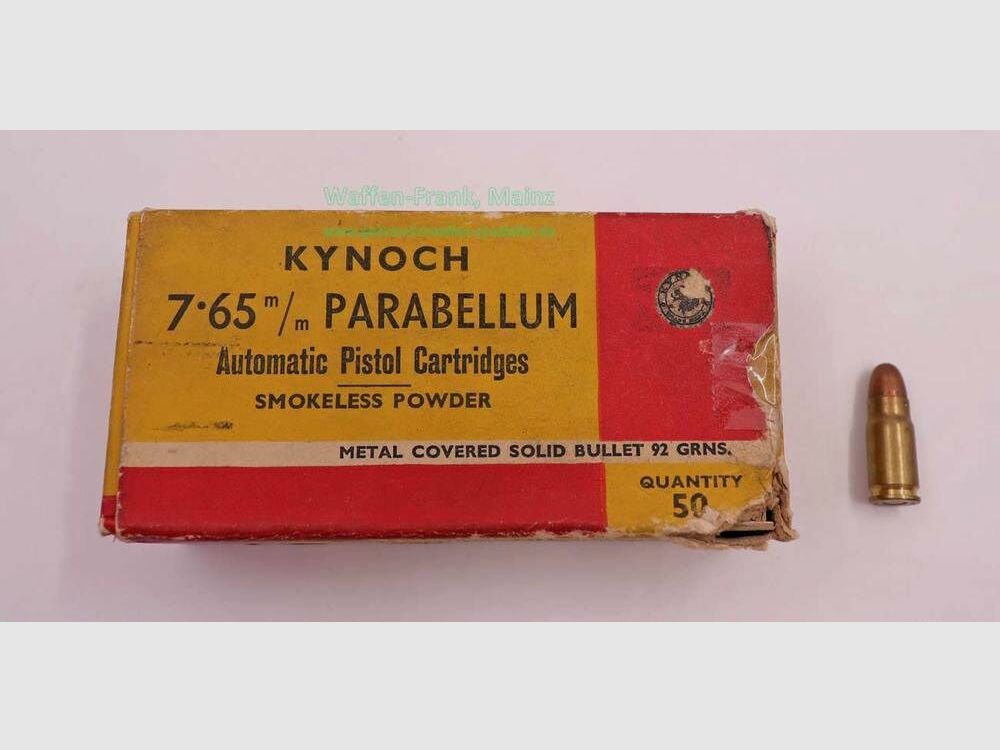 Waffen-Frank, Mainz
KYNOCH
7·65 m/m PARABELLUM
Automatic Pistol Cartridges
SMOKELESS POWDER
METAL COVERED SOLID BULLET 92 GRNS.
QUANTITY
50